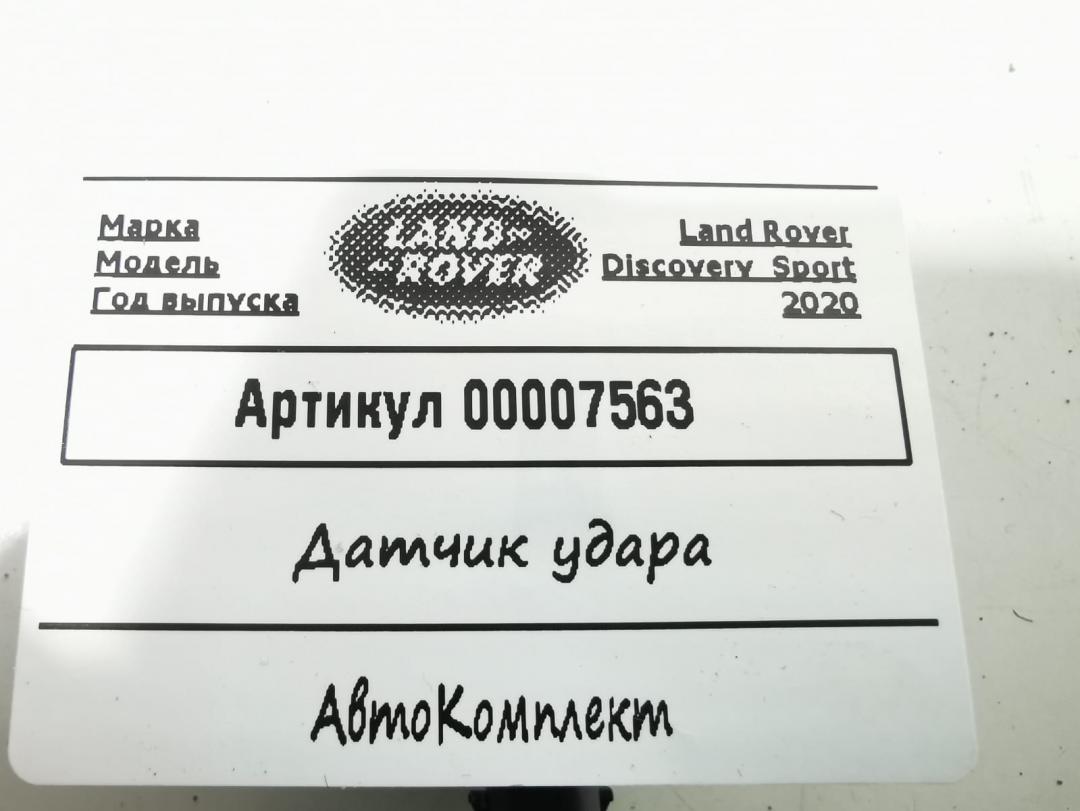 Марка LAND- Land Rover
Модель -ROVER Discovery Sport
Год выпуска 2020
Артикул 00007563
Датчик удара
АвтоКомплект